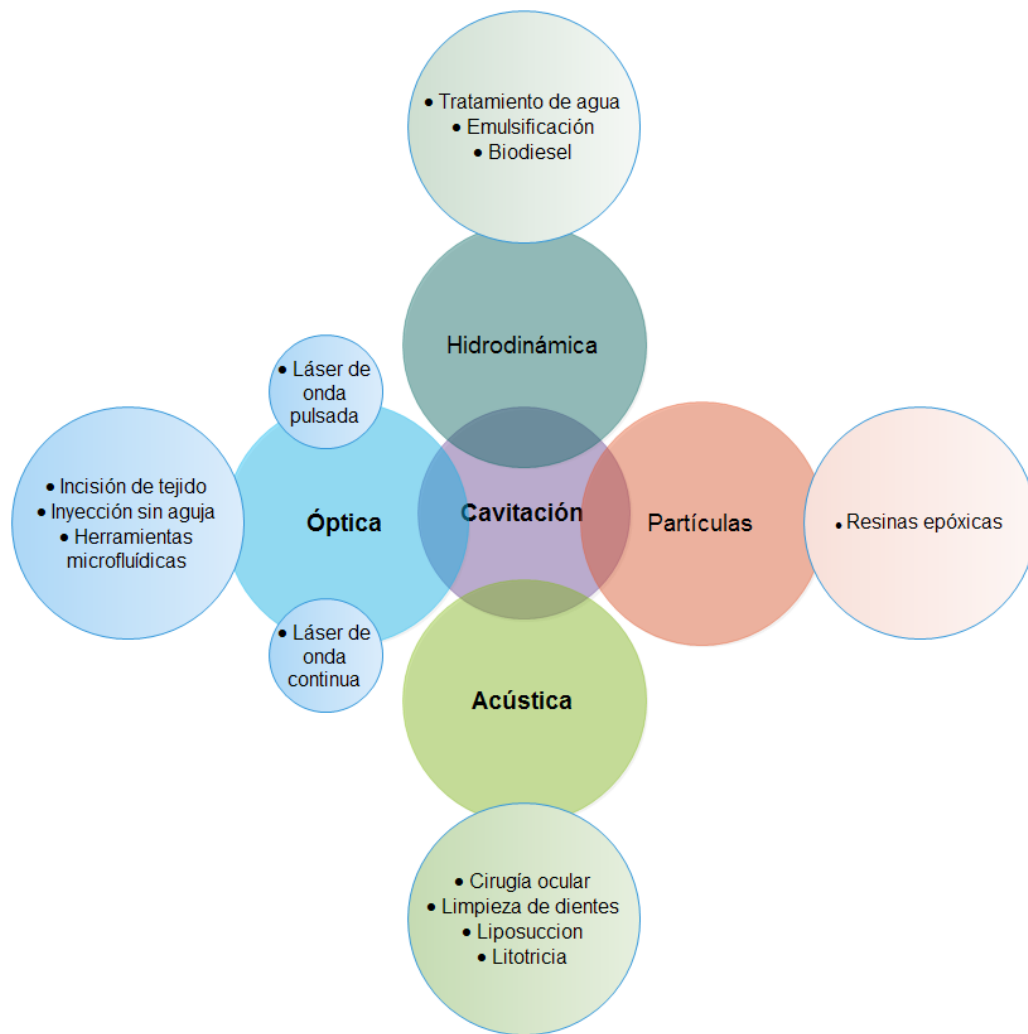 • Tratamiento de agua
• Emulsificación
• Biodiesel
Hidrodinámica
• Láser de
onda
pulsada
• Incisión de tejido
• Inyección sin aguja
• Herramientas
microfluídicas
Óptica
Cavitación
Partículas
• Resinas epóxicas
• Láser de
onda
continua
Acústica
• Cirugía ocular
• Limpieza de dientes
• Liposuccion
• Litotricia